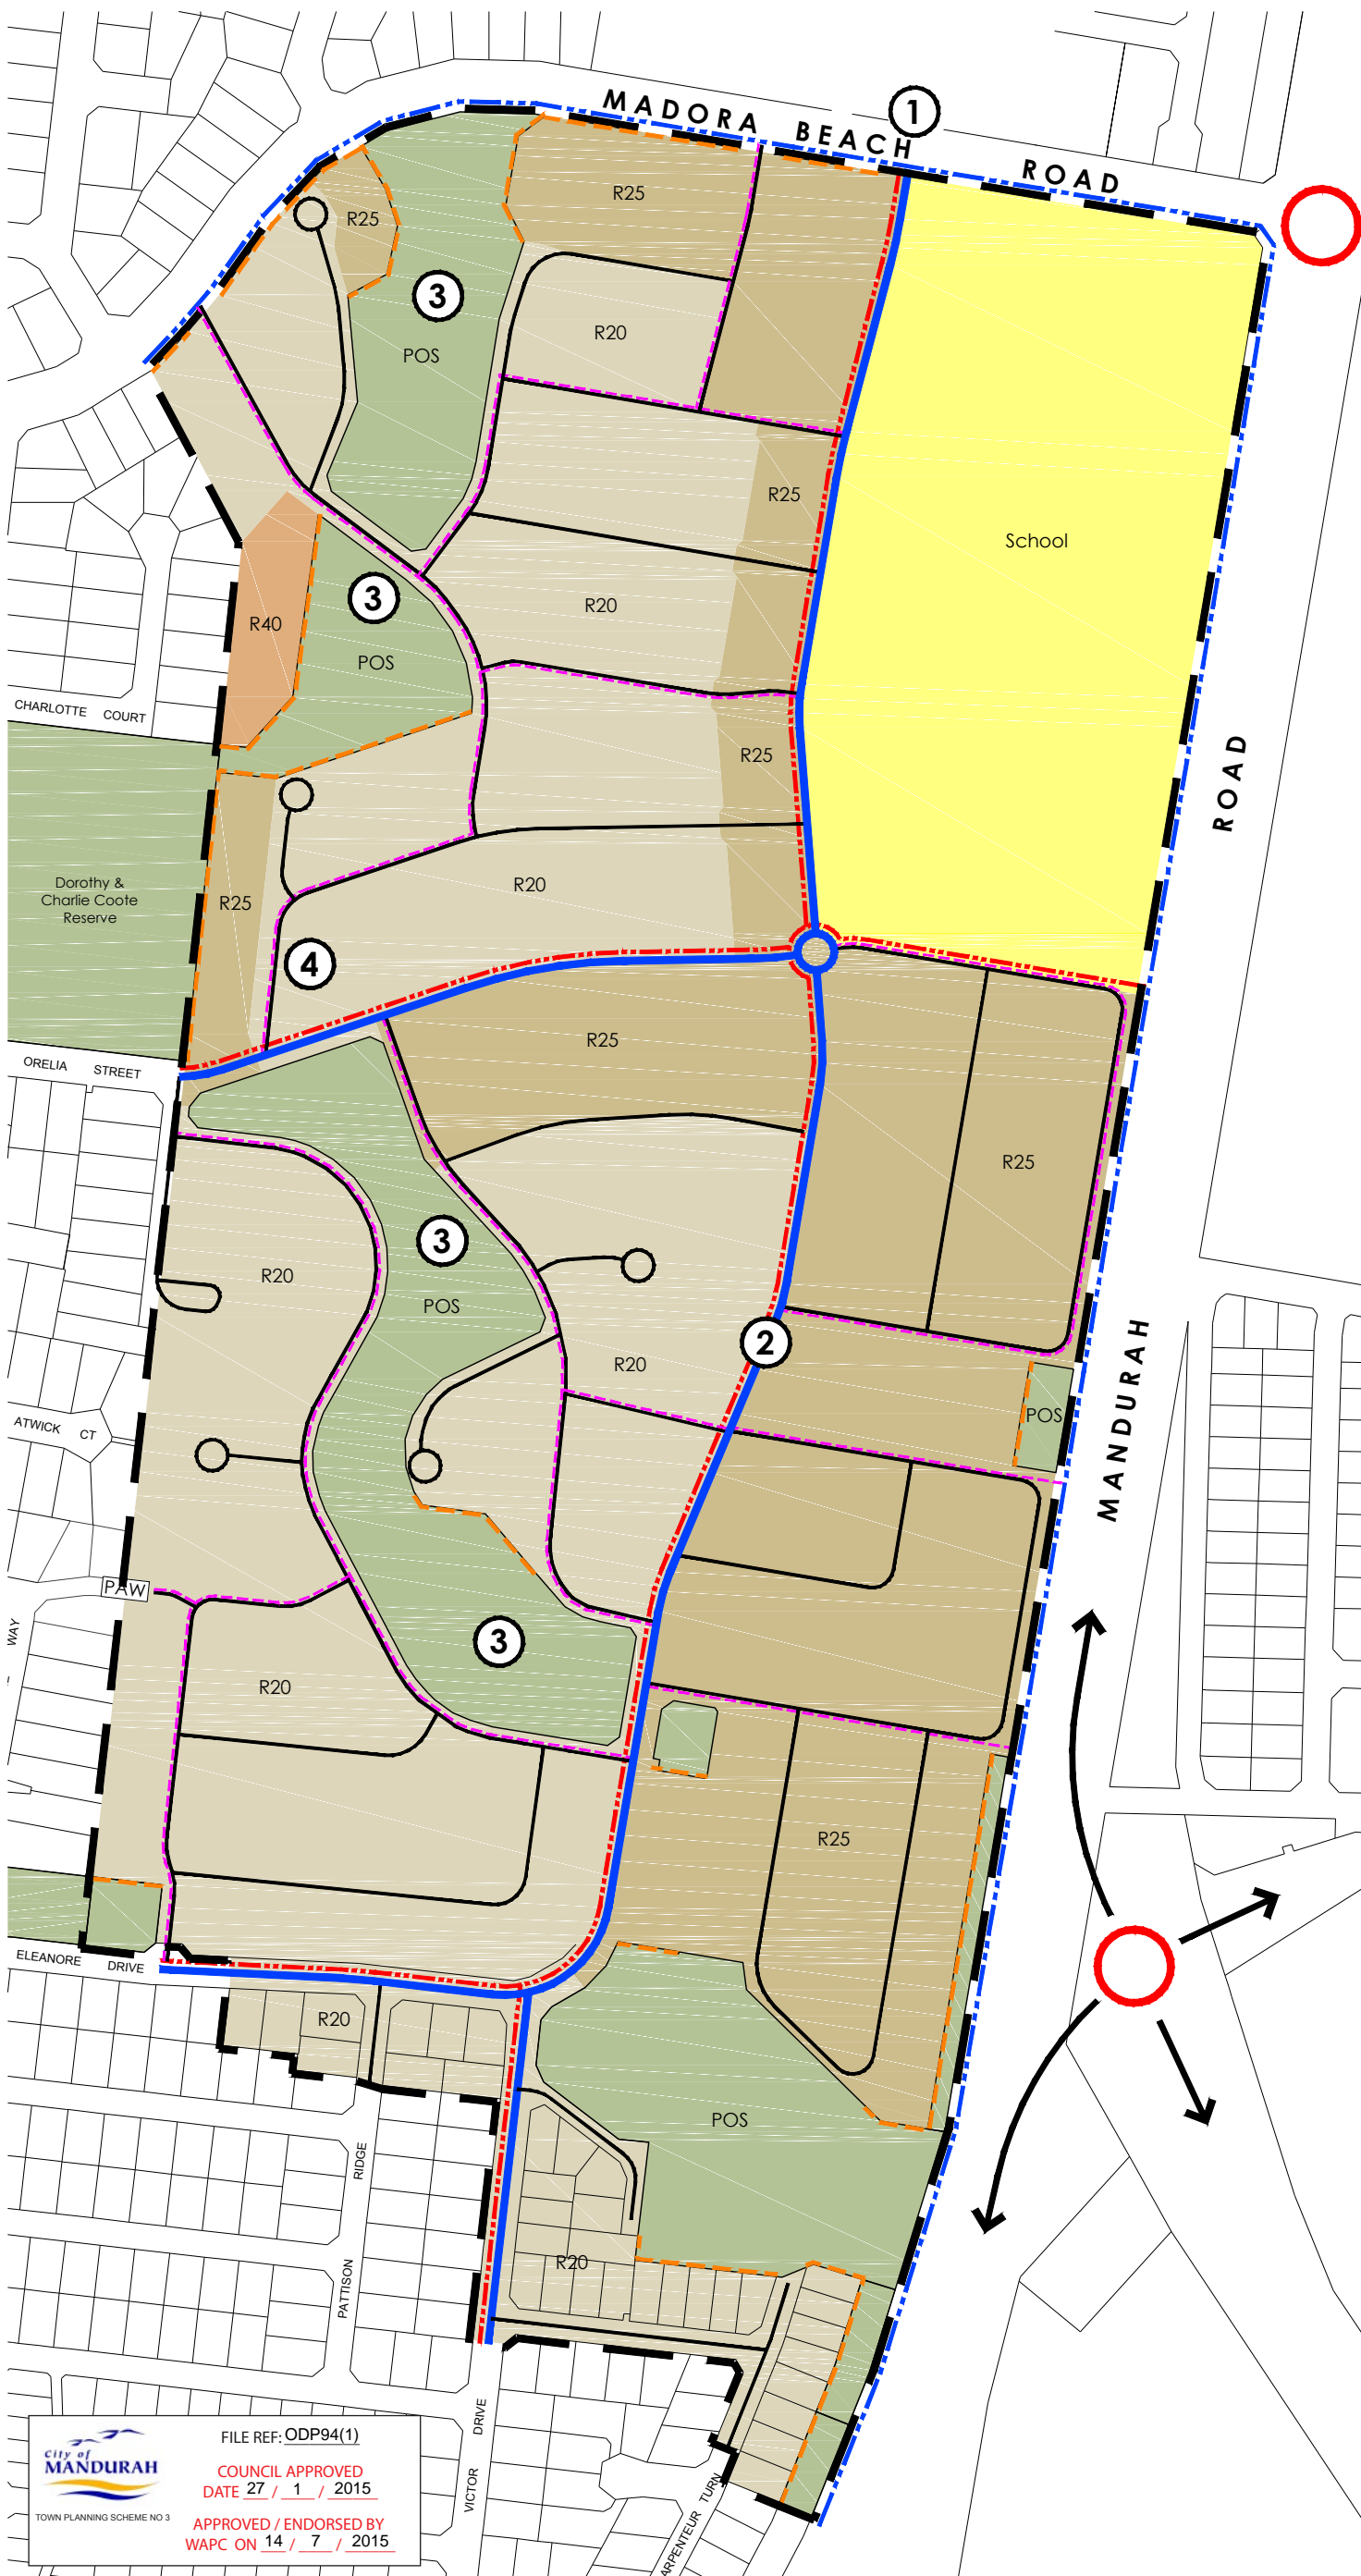 MADORA BEACH ROAD
1
R25
R25
3
R20
POS
R25
School
3
R20
R40
POS
CHARLOTTE COURT
R25
ROAD
Dorothy &
Charlie Coote
Reserve
R25
R20
4
R25
ORELIA STREET
R25
3
R20
POS
2
R20
MANDURAH
POS
ATWICK CT
PAW
WAY
3
R20
R25
ELEANORE DRIVE
R20
POS
RIDGE
PATTISON
R20
VICTOR DRIVE
ARPENTEUR TURN
City of
MANDURAH
TOWN PLANNING SCHEME NO 3
FILE REF: ODP94(1)
COUNCIL APPROVED
DATE 27 / 1 / 2015
APPROVED / ENDORSED BY
WAPC ON 14 / 7 / 2015